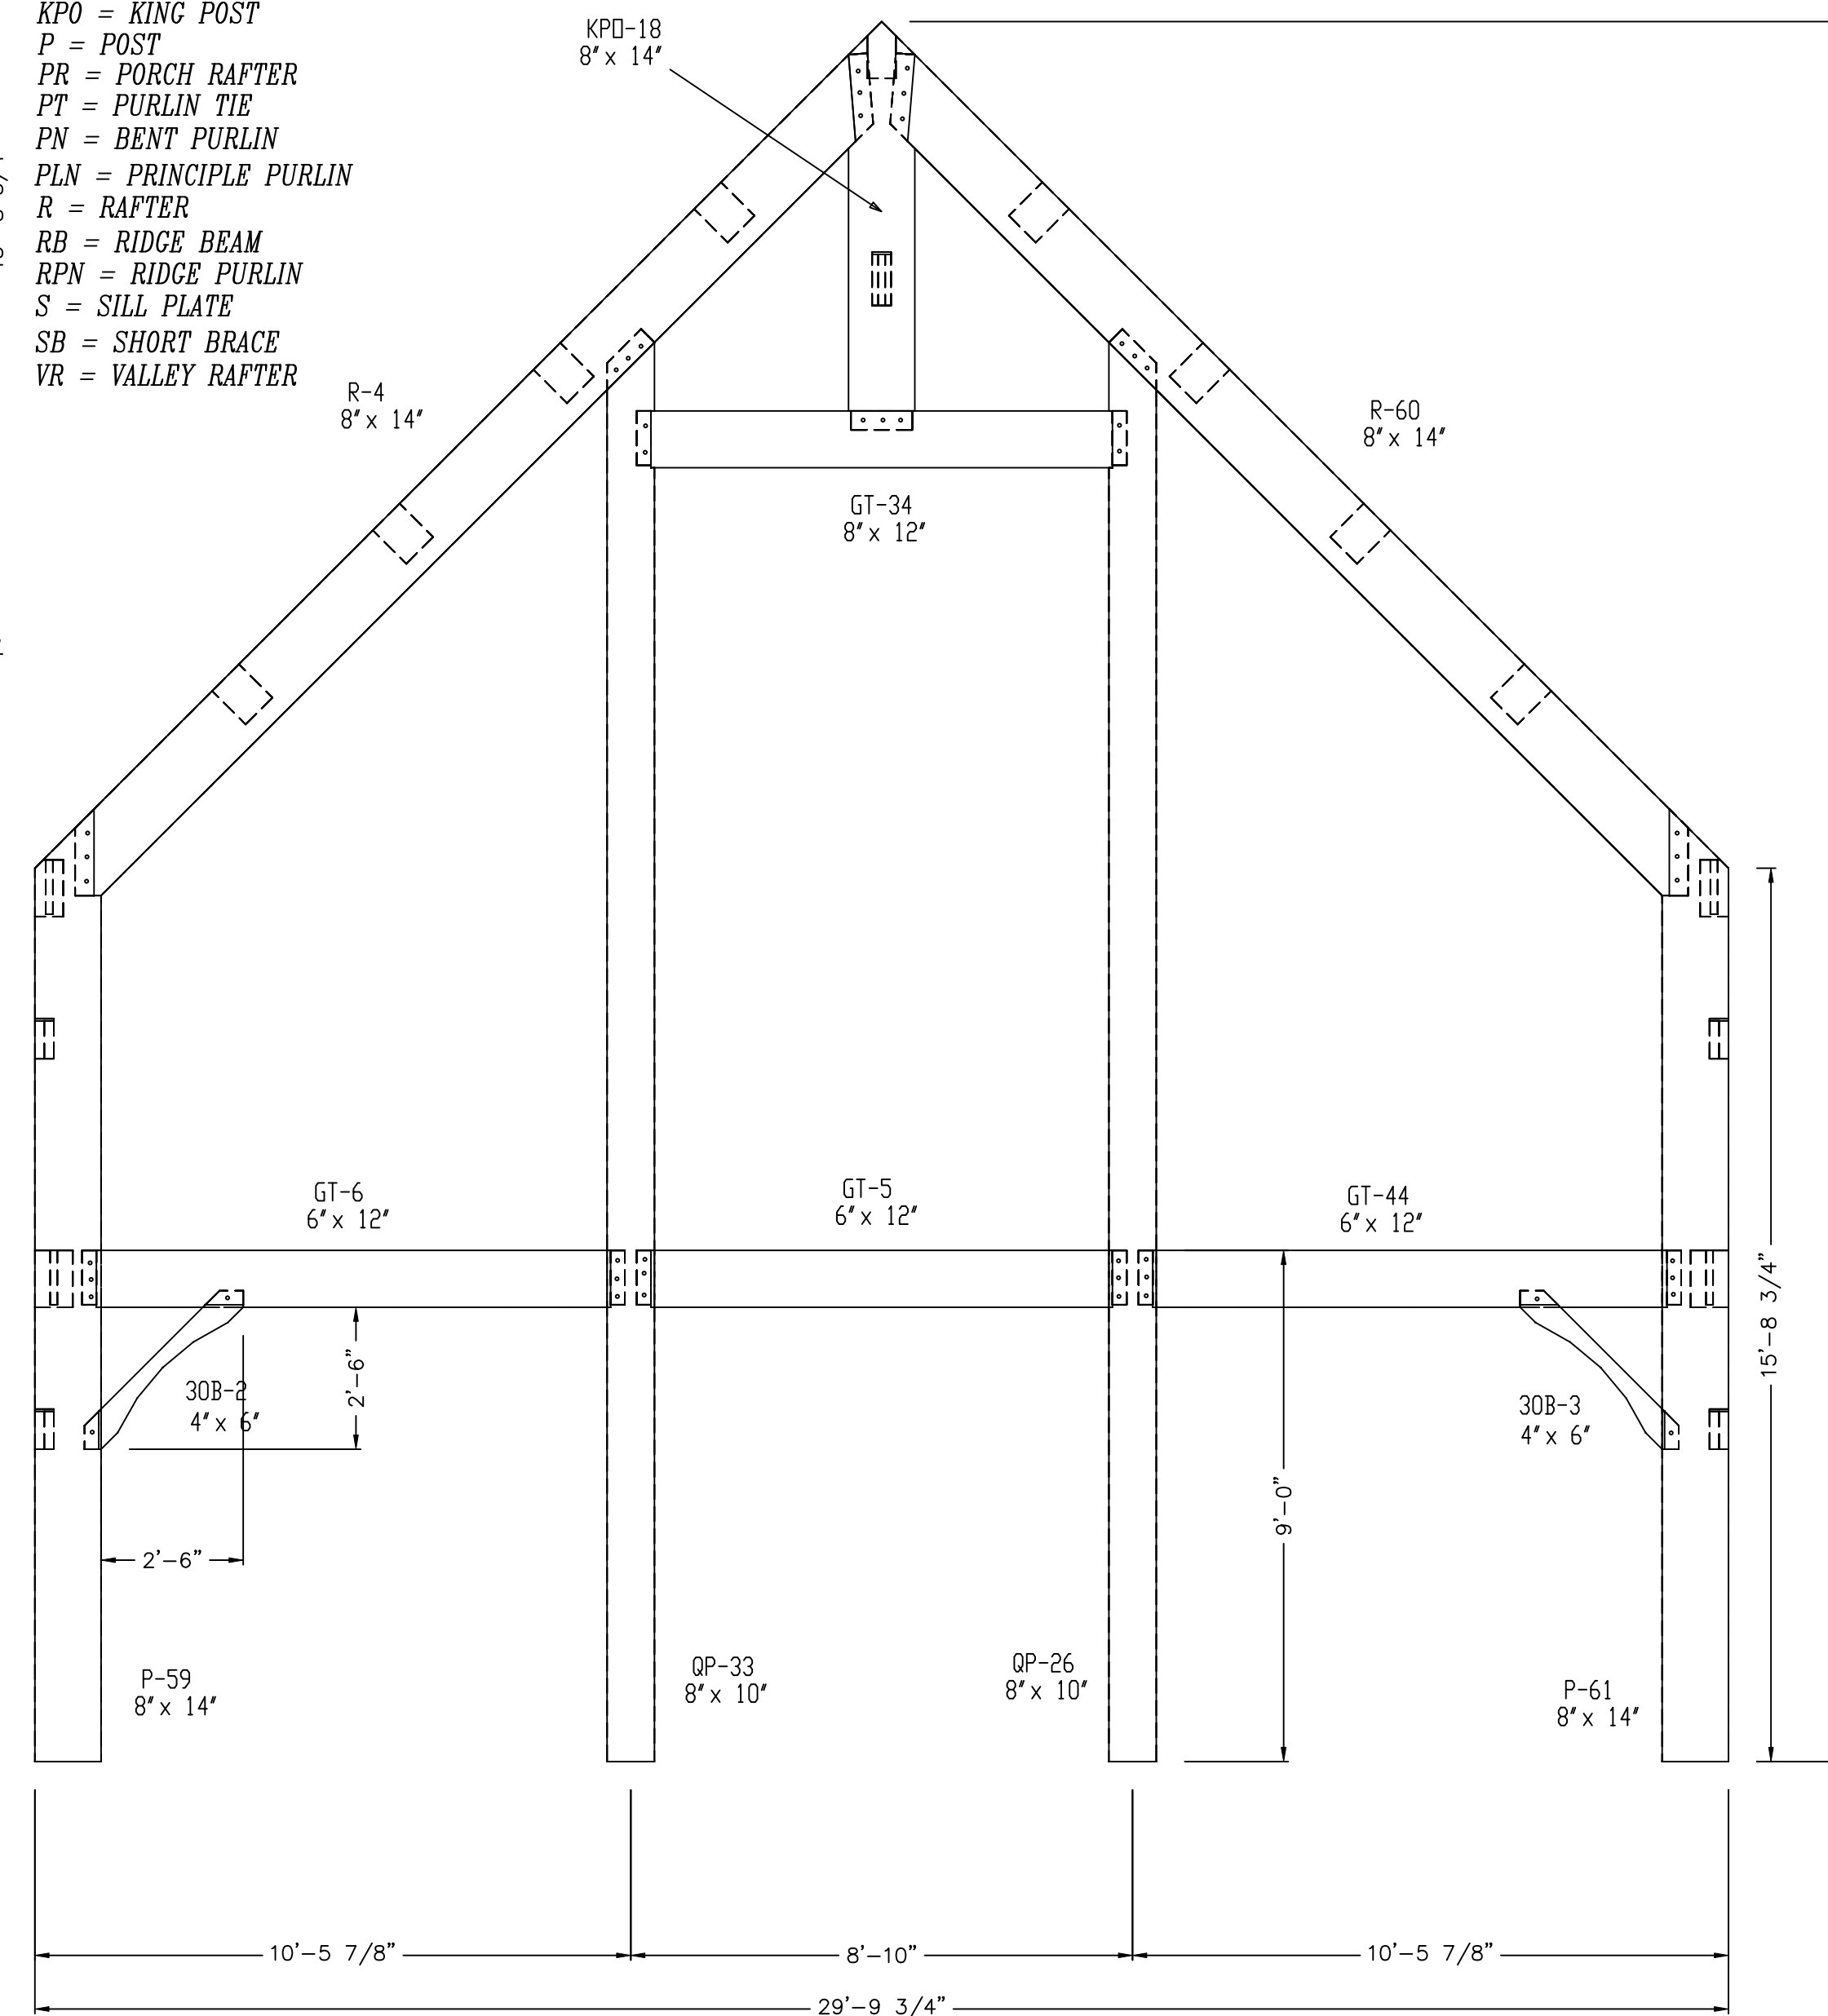 KPO = KING POST
P = POST
PR = PORCH RAFTER
PT = PURLIN TIE
PN = BENT PURLIN
PLN = PRINCIPLE PURLIN
R = RAFTER
RB = RIDGE BEAM
RPN = RIDGE PURLIN
S = SILL PLATE
SB = SHORT BRACE
VR = VALLEY RAFTER
KPO-18
8" x 14"
R-4
8" x 14"
R-60
8" x 14"
GT-34
8" x 12"
GT-6
6" x 12"
GT-5
6" x 12"
GT-44
6" x 12"
30B-2
4" x 6"
2'-6"
2'-6"
30B-3
4" x 6"
9'-0"
15'-8 3/4"
P-59
8" x 14"
QP-33
8" x 10"
QP-26
8" x 10"
P-61
8" x 14"
10'-5 7/8"
8'-10"
10'-5 7/8"
29'-9 3/4"